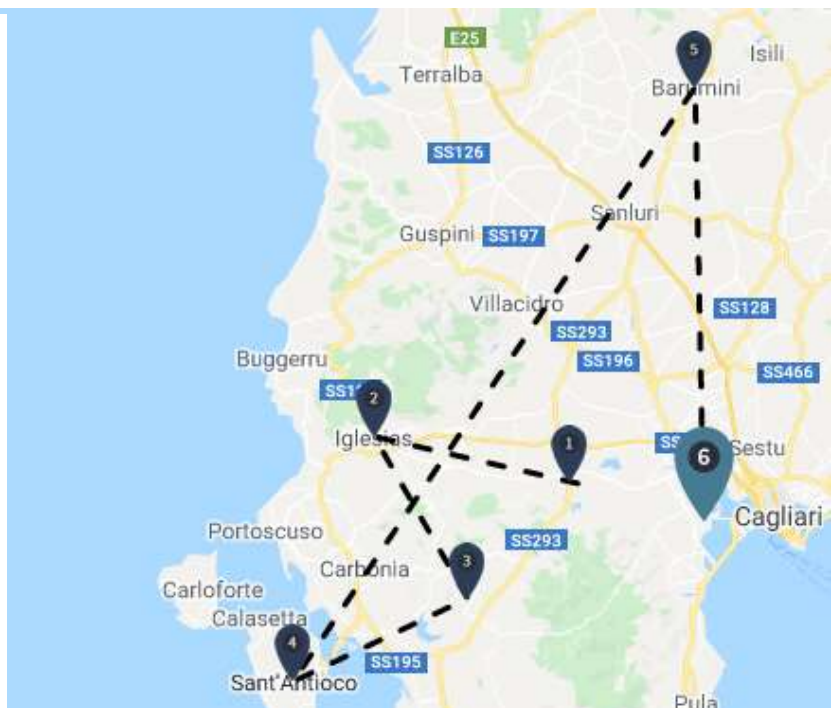 E25
5
Isili
Terralba
Barumini
SS126
Sanluri
Guspini
SS197
Villacidro
SS128
SS293
SS196
Buggerru
SS466
2
Iglesias
1
6
Sestu
Cagliari
Portoscuso
SS293
3
Carbonia
Carloforte
Calasetta
4
SS195
Sant'Antioco
Pula